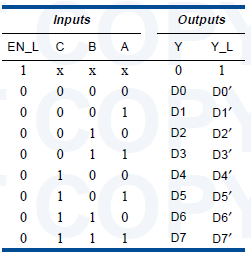 Inputs Outputs
EN_L C B A Y Y_L
1 x x x 0 1
0 0 0 0 D0 D0′
0 0 0 1 D1 D1′
0 0 1 0 D2 D2′
0 0 1 1 D3 D3′
0 1 0 0 D4 D4′
0 1 0 1 D5 D5′
0 1 1 0 D6 D6′
0 1 1 1 D7 D7′